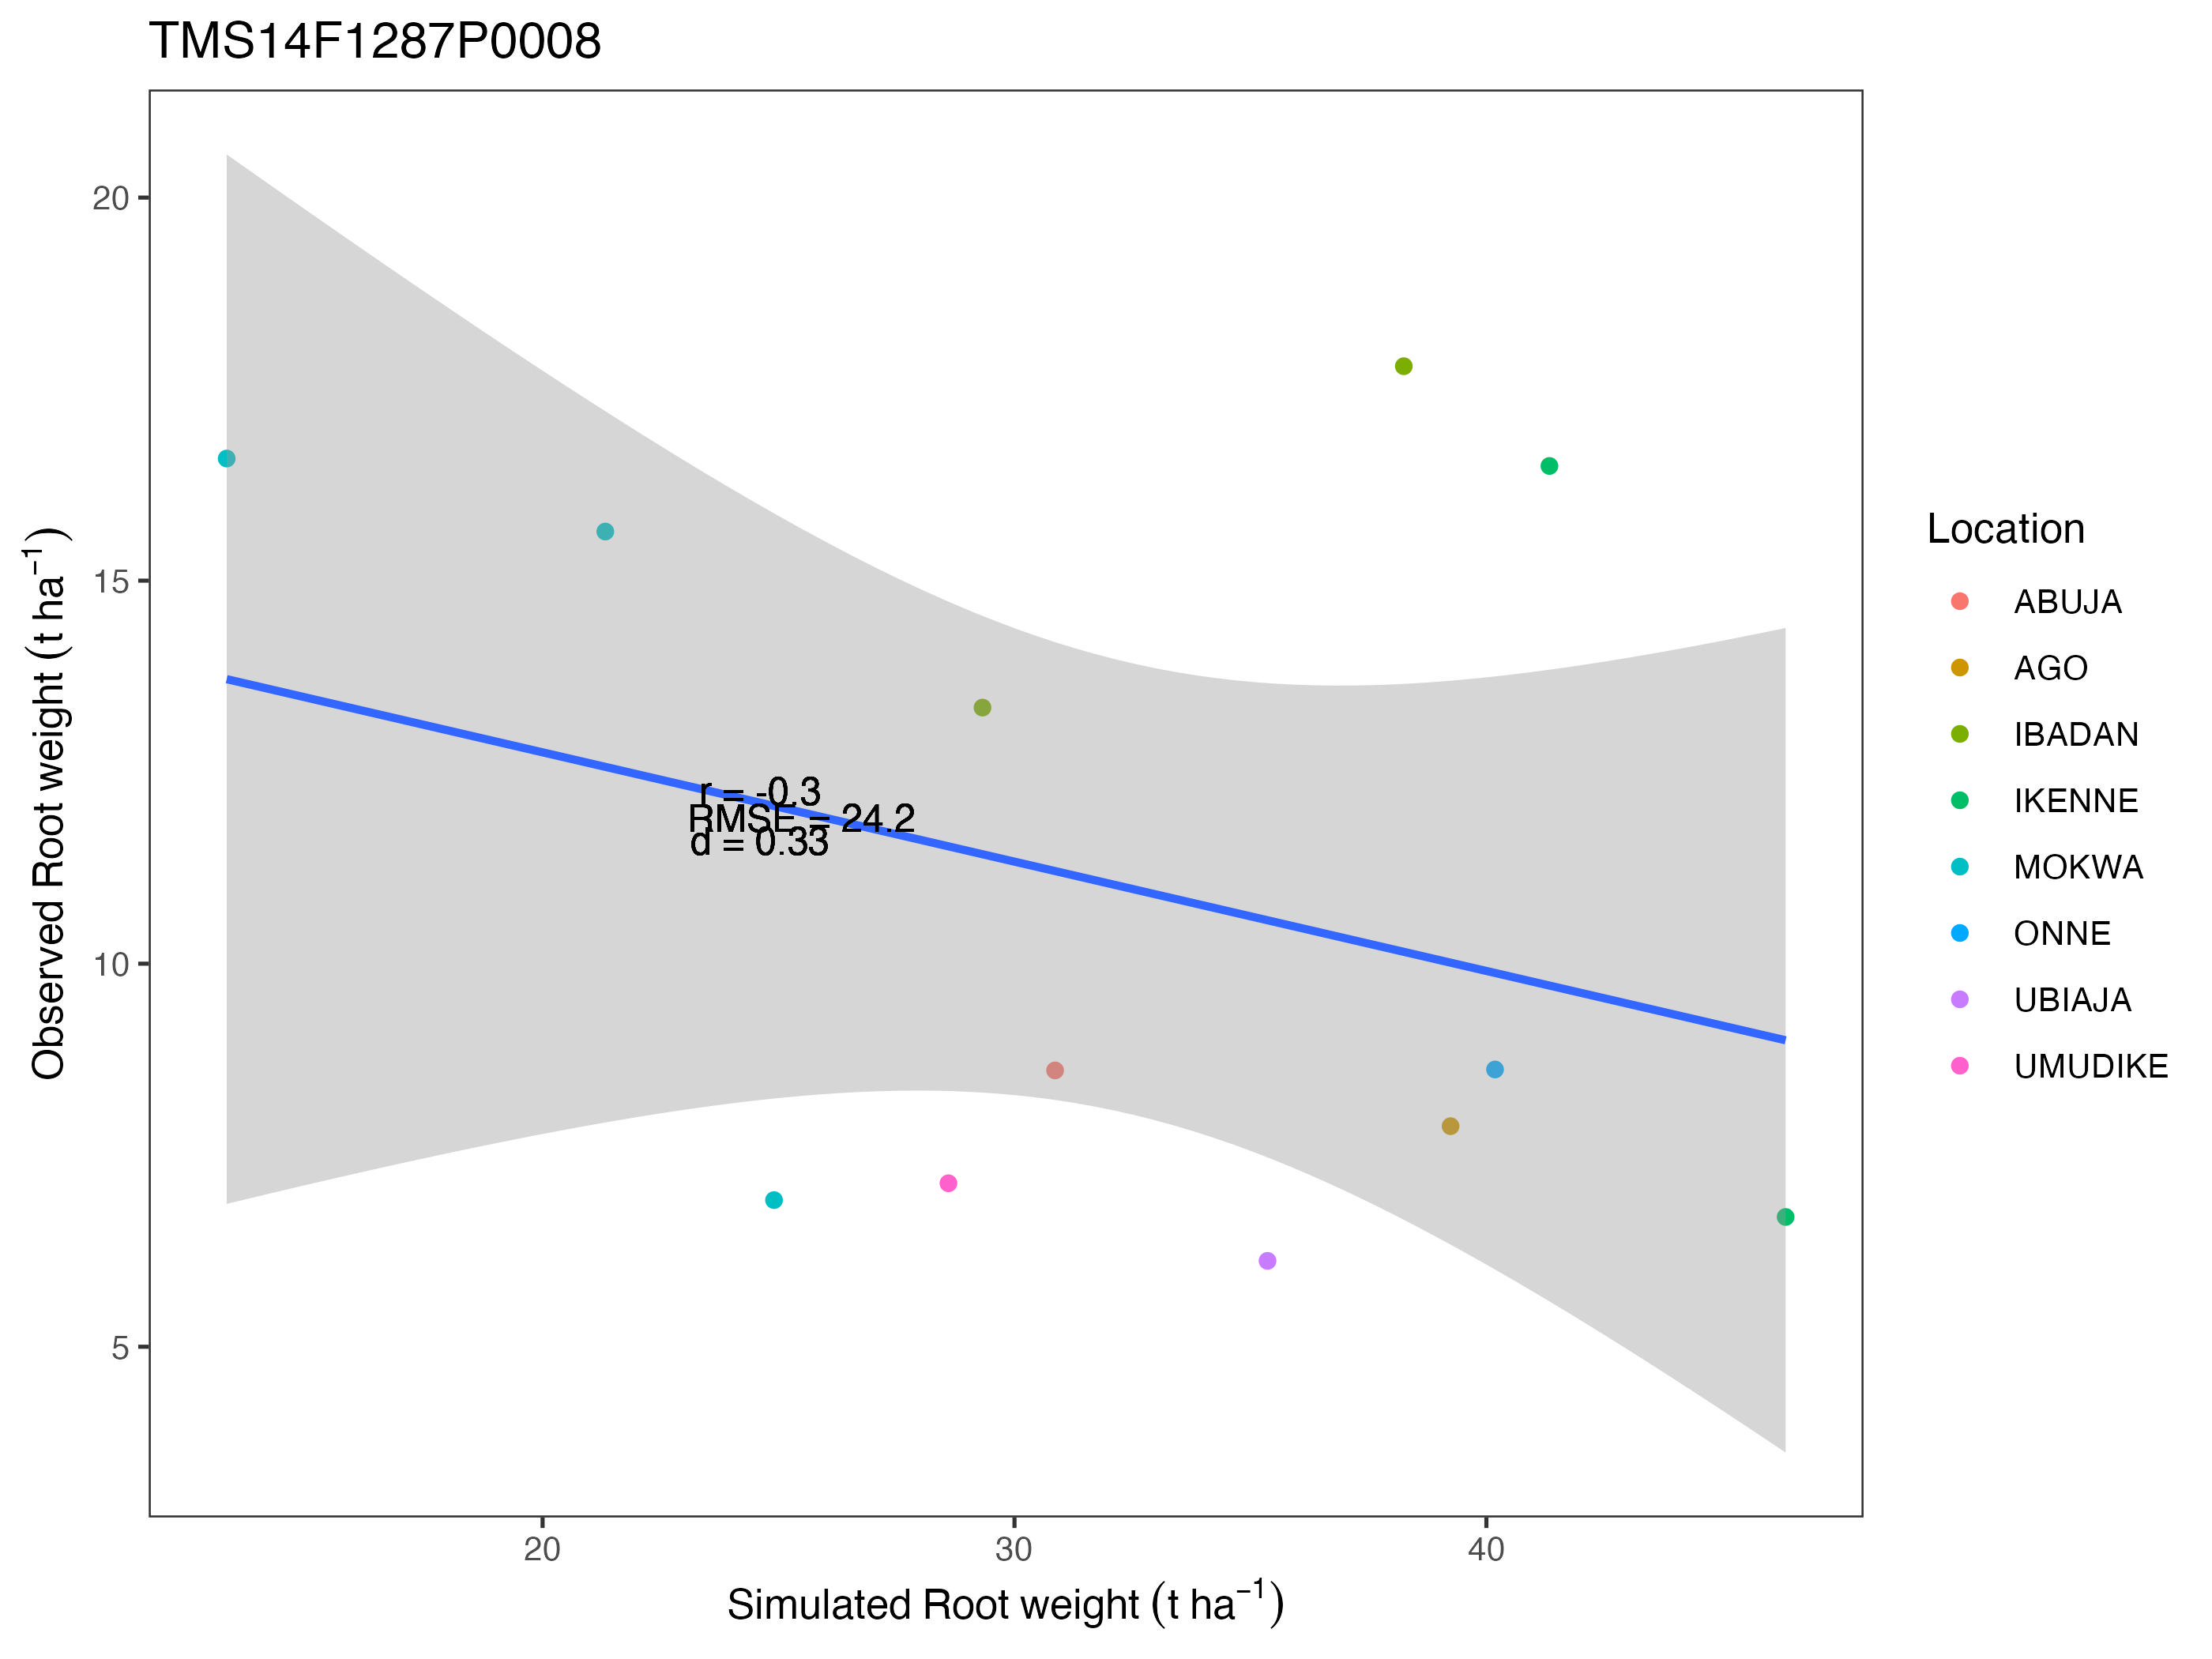 TMS14F1287P0008
Observed Root weight (t ha⁻¹)
20
15
10
5
r = -0.3
RMSE = 24.2
d = 0.33
20 30 40
Simulated Root weight (t ha⁻¹)
Location
ABUJA
AGO
IBADAN
IKENNE
MOKWA
ONNE
UBIAJA
UMUDIKE